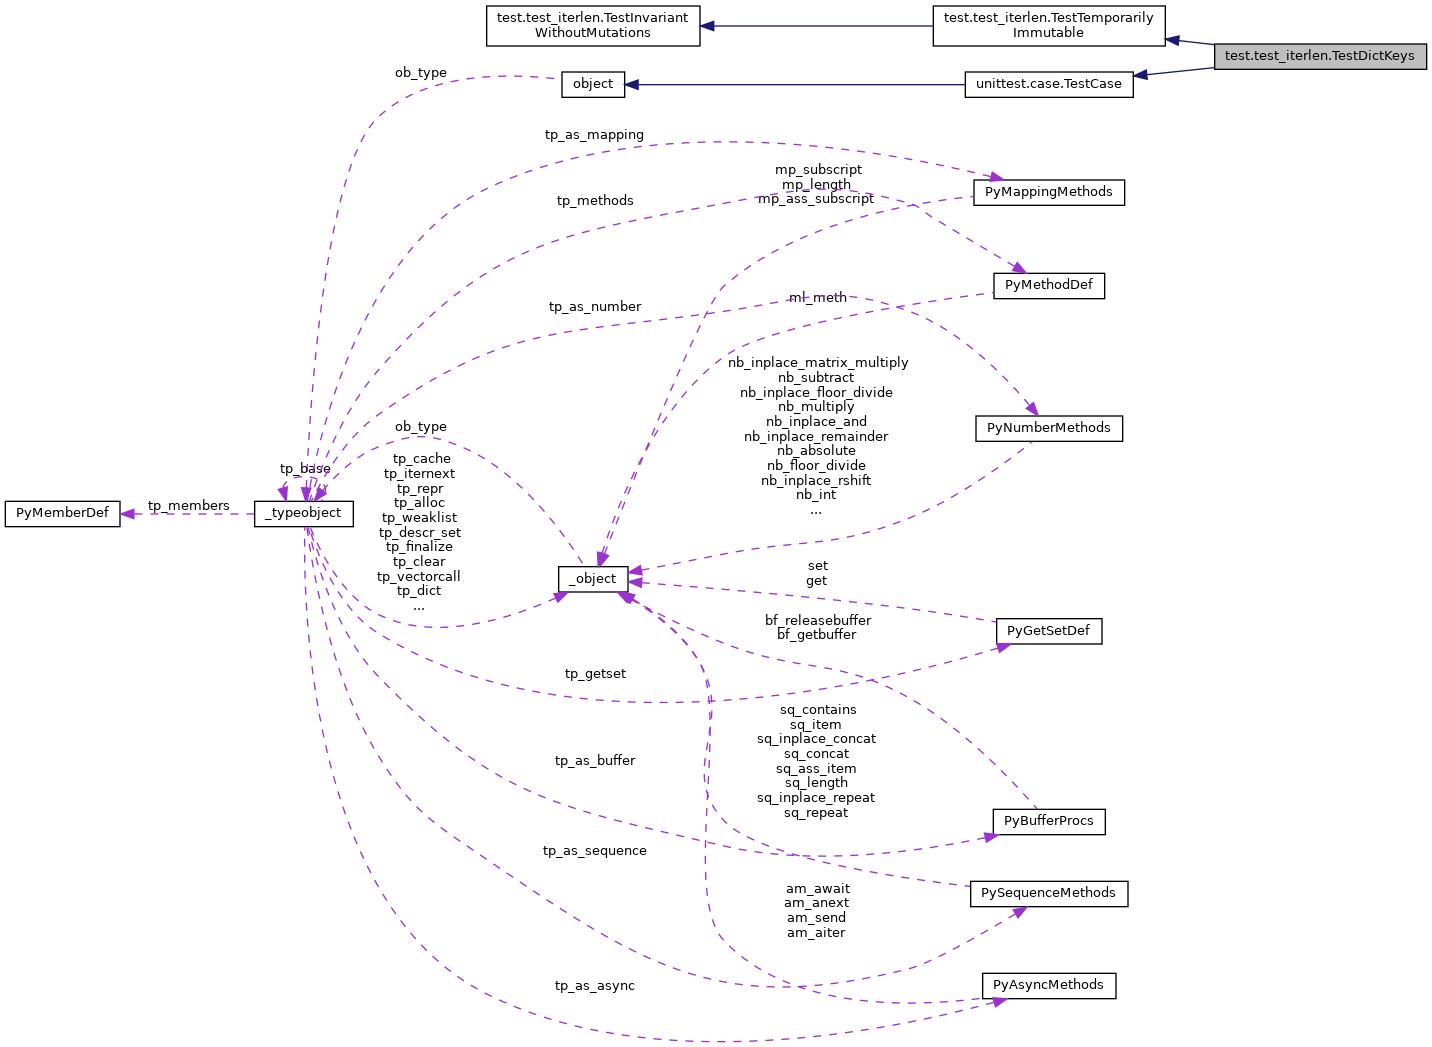 test.test_iterlen.TestInvariant
WithoutMutations
test.test_iterlen.TestTemporarily
Immutable
test.test_iterlen.TestDictKeys
ob_type
object
unittest.case.TestCase
tp_as_mapping
mp_subscript
mp_length
mp_ass_subscript
PyMappingMethods
tp_methods
PyMethodDef
tp_as_number
ml_meth
nb_inplace_matrix_multiply
nb_subtract
nb_inplace_floor_divide
nb_multiply
nb_inplace_and
nb_inplace_remainder
nb_absolute
nb_floor_divide
nb_inplace_rshift
nb_int
...
PyNumberMethods
ob_type
tp_cache
tp_iternext
tp_repr
tp_alloc
tp_weaklist
tp_descr_set
tp_finalize
tp_clear
tp_vectorcall
tp_dict
...
tp_base
PyMemberDef
tp_members
_typeobject
_object
set
get
PyGetSetDef
bf_releasebuffer
bf_getbuffer
tp_getset
sq_contains
sq_item
sq_inplace_concat
sq_concat
sq_ass_item
sq_length
sq_inplace_repeat
sq_repeat
tp_as_buffer
PyBufferProcs
tp_as_sequence
PySequenceMethods
am_await
am_anext
am_send
am_aiter
tp_as_async
PyAsyncMethods